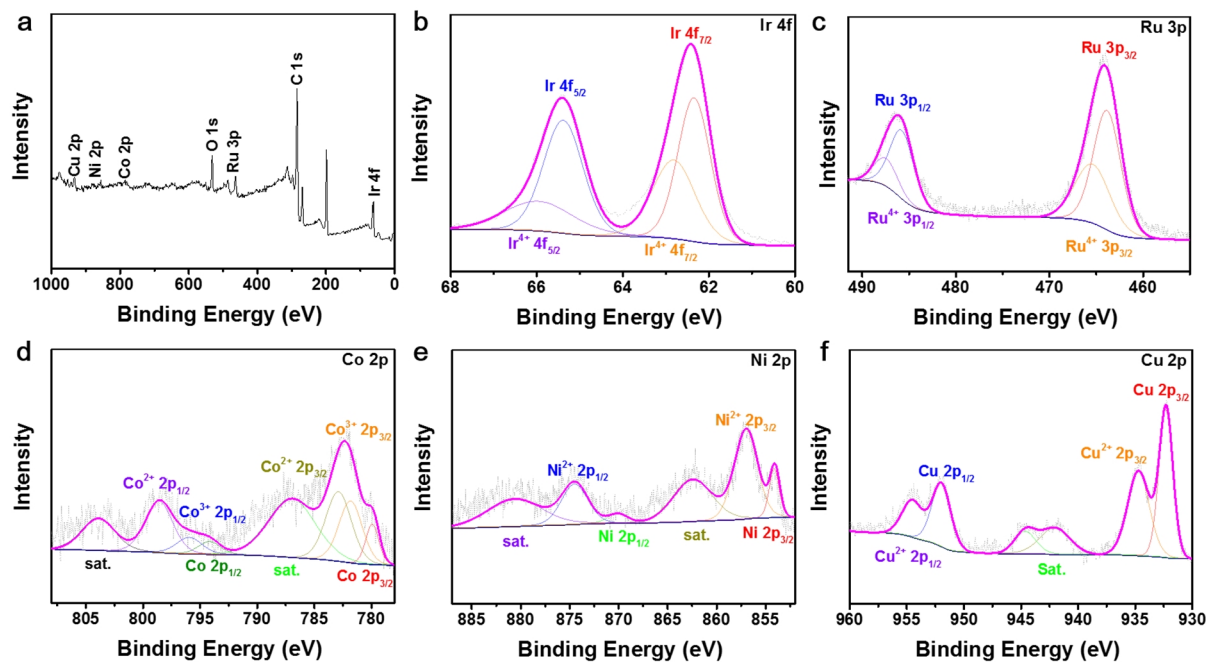 a
Intensity
Cu 2p
Ni 2p
Co 2p
O 1s
Ru 3p
C 1s
Ir 4f
1000 800 600 400 200 0
Binding Energy (eV)
b
Ir 4f
Intensity
Ir 4f7/2
Ir 4f5/2
Ir4+ 4f5/2
Ir4+ 4f7/2
68 66 64 62 60
Binding Energy (eV)
c
Ru 3p
Intensity
Ru 3p3/2
Ru 3p1/2
Ru4+ 3p1/2
Ru4+ 3p3/2
490 480 470 460
Binding Energy (eV)
d
Co 2p
Intensity
Co3+ 2p3/2
Co2+ 2p3/2
Co2+ 2p1/2
Co3+ 2p1/2
sat.
Co 2p1/2
sat.
Co 2p3/2
805 800 795 790 785 780
Binding Energy (eV)
e
Ni 2p
Intensity
Ni2+ 2p3/2
Ni2+ 2p1/2
sat.
Ni 2p1/2
sat.
Ni 2p3/2
885 880 875 870 865 860 855
Binding Energy (eV)
f
Cu 2p
Intensity
Cu 2p3/2
Cu2+ 2p3/2
Cu 2p1/2
Cu2+ 2p1/2
Sat.
960 955 950 945 940 935 930
Binding Energy (eV)